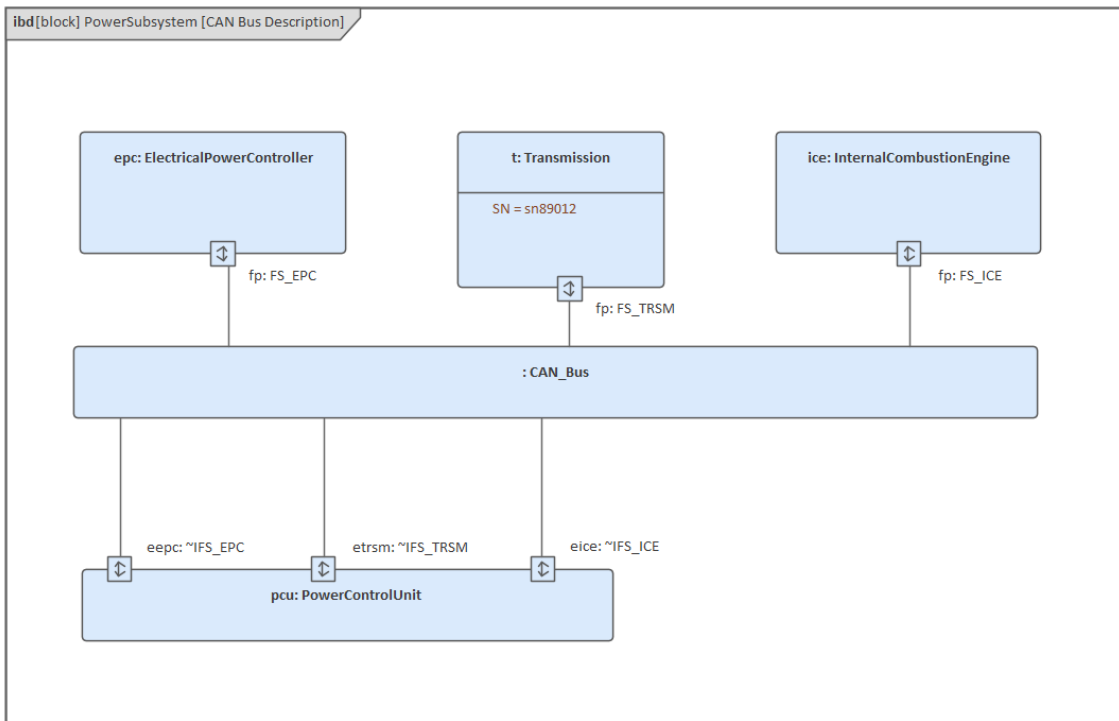 ibd [block] PowerSubsystem [CAN Bus Description]
epc: ElectricalPowerController
t: Transmission
ice: InternalCombustionEngine
SN = sn89012
fp: FS_EPC
fp: FS_ICE
fp: FS_TRSM
: CAN_Bus
eepc: ~IFS_EPC
etrsm: ~IFS_TRSM
eice: ~IFS_ICE
pcu: PowerControlUnit